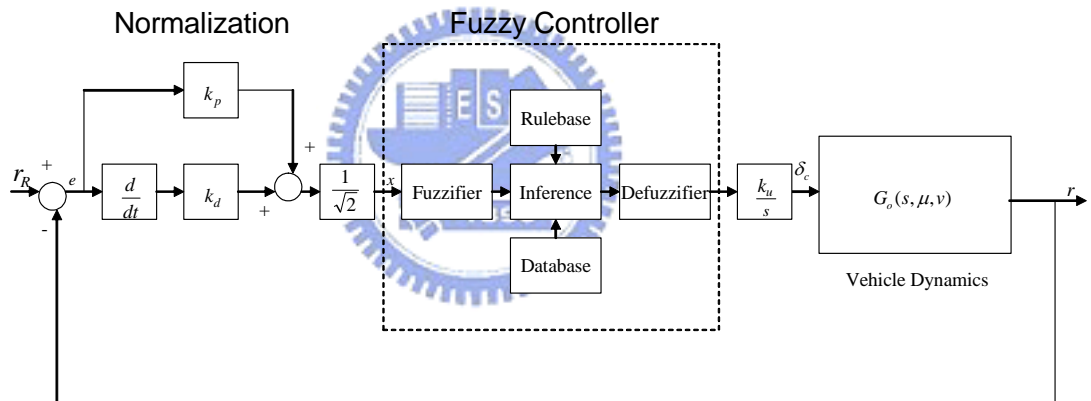 Normalization
Fuzzy Controller
k_p
Rulebase
+
+
r_R
e
d/dt
k_d
+
1/√2
x
Fuzzifier
Inference
Defuzzifier
k_u/s
δ_c
G_o(s,μ,v)
r
-
Database
Vehicle Dynamics
ES